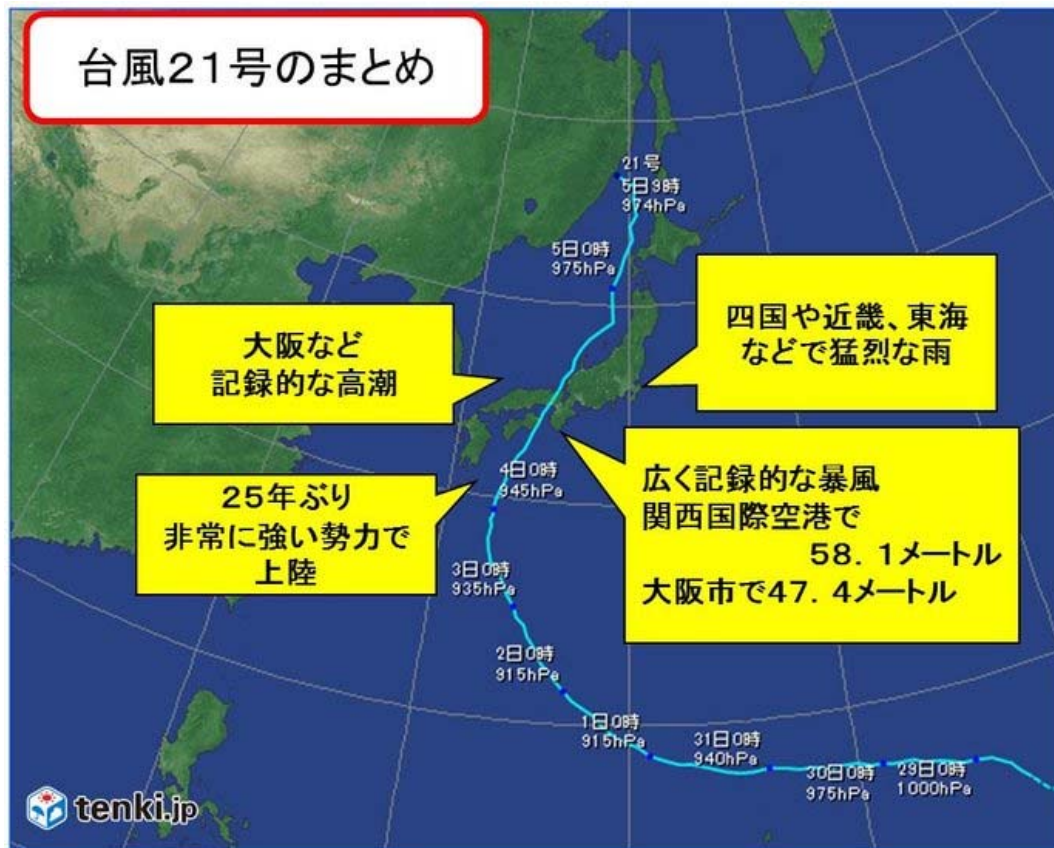 台風21号のまとめ
21号
5日9時
974hPa
5日0時
975hPa
四国や近畿、東海
などで猛烈な雨
大阪など
記録的な高潮
広く記録的な暴風
関西国際空港で
58.1メートル
大阪市で47.4メートル
4日0時
945hPa
25年ぶり
非常に強い勢力で
上陸
3日0時
935hPa
2日0時
915hPa
1日0時
915hPa
31日0時
940hPa
30日0時
975hPa
29日0時
1000hPa
tenki.jp